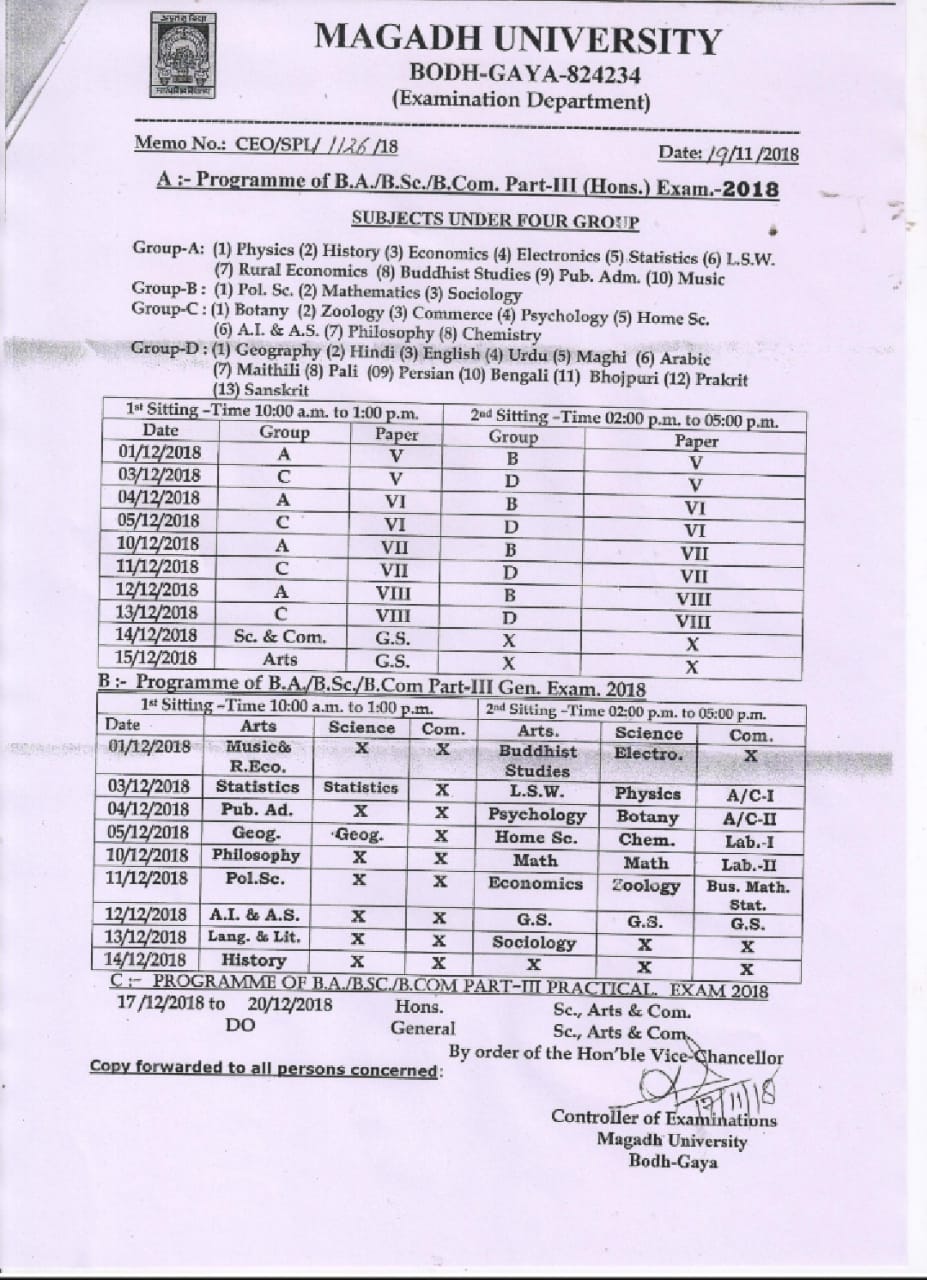 MAGADH UNIVERSITY
BODH-GAYA-824234
(Examination Department)
Memo No.: CEO/SPL/ 1126 /18
Date: 19/11 /2018
A :- Programme of B.A./B.Sc./B.Com. Part-III (Hons.) Exam.-2018
SUBJECTS UNDER FOUR GROUP
Group-A: (1) Physics (2) History (3) Economics (4) Electronics (5) Statistics (6) L.S.W.
(7) Rural Economics (8) Buddhist Studies (9) Pub. Adm. (10) Music
Group-B : (1) Pol. Sc. (2) Mathematics (3) Sociology
Group-C : (1) Botany (2) Zoology (3) Commerce (4) Psychology (5) Home Sc.
(6) A.I. & A.S. (7) Philosophy (8) Chemistry
Group-D : (1) Geography (2) Hindi (3) English (4) Urdu (5) Maghi (6) Arabic
(7) Maithili (8) Pali (09) Persian (10) Bengali (11) Bhojpuri (12) Prakrit
(13) Sanskrit
1st Sitting –Time 10:00 a.m. to 1:00 p.m. 2nd Sitting –Time 02:00 p.m. to 05:00 p.m.
Date Group Paper Group Paper
01/12/2018 A V B V
03/12/2018 C V D V
04/12/2018 A VI B VI
05/12/2018 C VI D VI
10/12/2018 A VII B VII
11/12/2018 C VII D VII
12/12/2018 A VIII B VIII
13/12/2018 C VIII D VIII
14/12/2018 Sc. & Com. G.S. X X
15/12/2018 Arts G.S. X X
B :- Programme of B.A./B.Sc./B.Com Part-III Gen. Exam. 2018
1st Sitting –Time 10:00 a.m. to 1:00 p.m. 2nd Sitting –Time 02:00 p.m. to 05:00 p.m.
Date Arts Science Com. Arts. Science Com.
01/12/2018 Music& X X Buddhist Electro. X
R.Eco. Studies
03/12/2018 Statistics Statistics X L.S.W. Physics A/C-I
04/12/2018 Pub. Ad. X X Psychology Botany A/C-II
05/12/2018 Geog. Geog. X Home Sc. Chem. Lab.-I
10/12/2018 Philosophy X X Math Math Lab.-II
11/12/2018 Pol.Sc. X X Economics Zoology Bus. Math.
Stat.
12/12/2018 A.I. & A.S. X X G.S. G.S. G.S.
13/12/2018 Lang. & Lit. X X Sociology X X
14/12/2018 History X X X X X
C :- PROGRAMME OF B.A./B.SC./B.COM PART-III PRACTICAL. EXAM 2018
17 /12/2018 to 20/12/2018 Hons. Sc., Arts & Com.
DO General Sc., Arts & Com.
By order of the Hon'ble Vice-Chancellor
Copy forwarded to all persons concerned:
Controller of Examinations
Magadh University
Bodh-Gaya